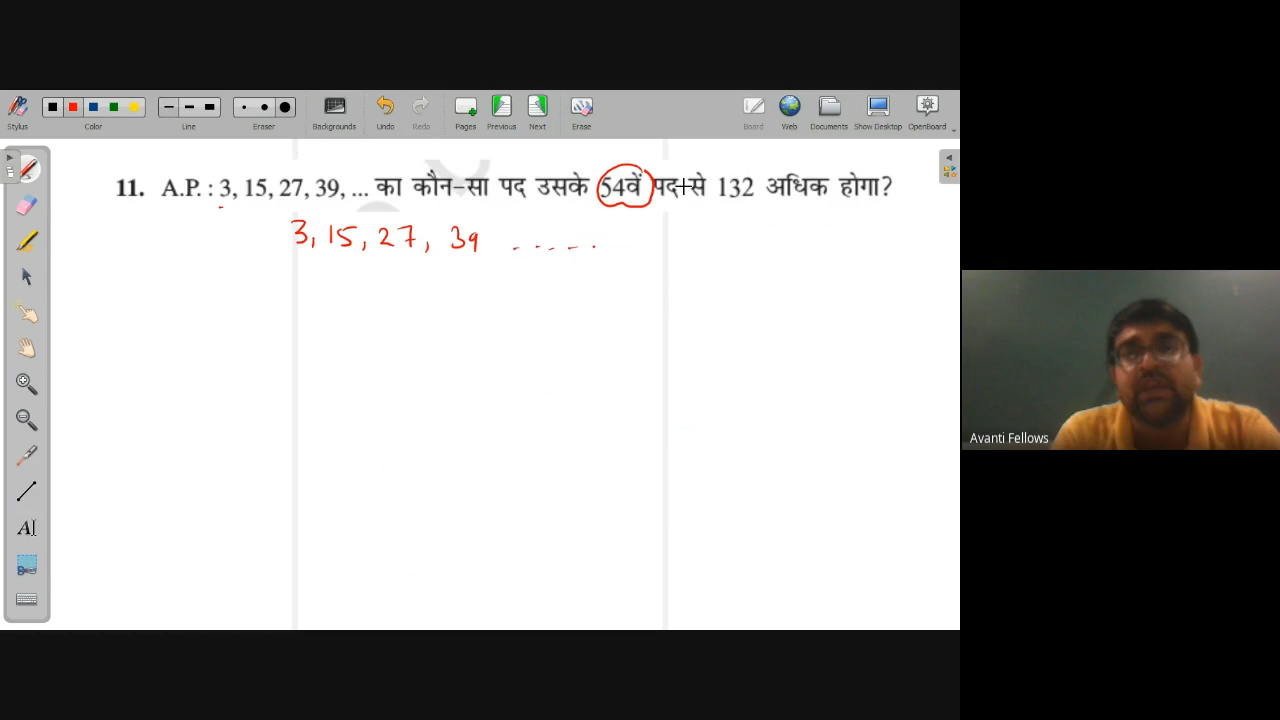 Stylus
Color
Line
Eraser
Backgrounds
Undo
Redo
Pages
Previous
Next
Erase
Board
Web
Documents
Show Desktop
OpenBoard
11. A.P. : 3, 15, 27, 39, ... का कौन-सा पद उसके 54वें पद से 132 अधिक होगा?
3, 15, 27, 39 ......
Avanti Fellows